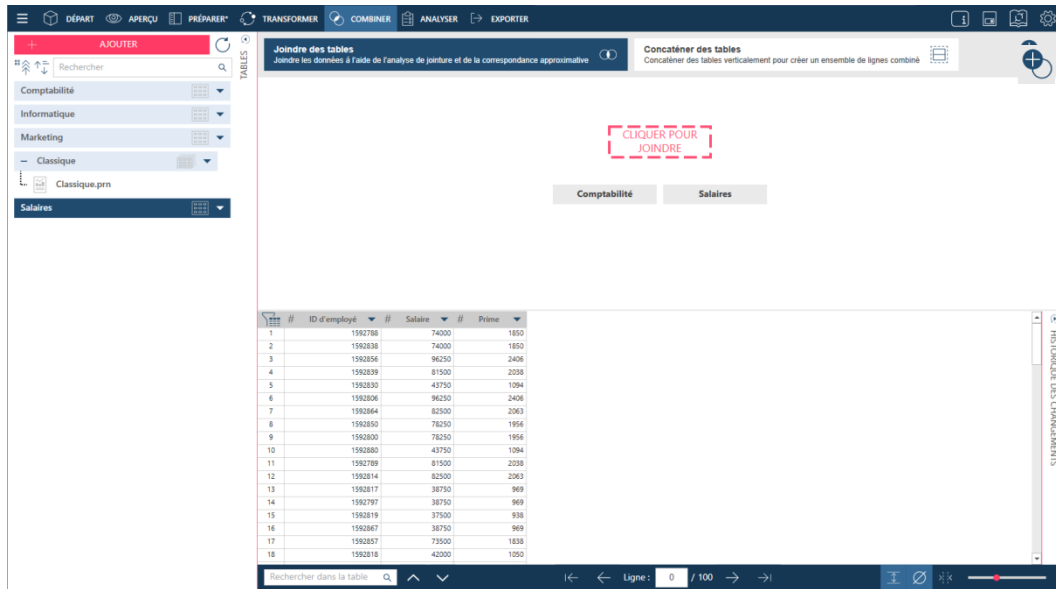 DÉPART APERÇU PRÉPARER* TRANSFORMER COMBINER ANALYSER EXPORTER
AJOUTER
Rechercher
TABLES
Comptabilité
Informatique
Marketing
Classique
Classique.prn
Salaires
Joindre des tables
Joindre les données à l'aide de l'analyse de jointure et de la correspondance approximative
Concaténer des tables
Concaténer des tables verticalement pour créer un ensemble de lignes combiné
CLIQUER POUR
JOINDRE
Comptabilité Salaires
# ID d'employé # Salaire # Prime
1 1592788 74000 1850
2 1592838 74000 1850
3 1592856 96250 2406
4 1592839 81500 2038
5 1592830 43750 1094
6 1592806 96250 2406
7 1592864 82500 2063
8 1592850 78250 1956
9 1592800 78250 1956
10 1592880 43750 1094
11 1592789 81500 2038
12 1592814 82500 2063
13 1592817 38750 969
14 1592797 38750 969
15 1592819 37500 938
16 1592867 38750 969
17 1592857 73500 1838
18 1592818 42000 1050
HISTORIQUE DES CHANGEMENTS
Rechercher dans la table Ligne : 0 / 100